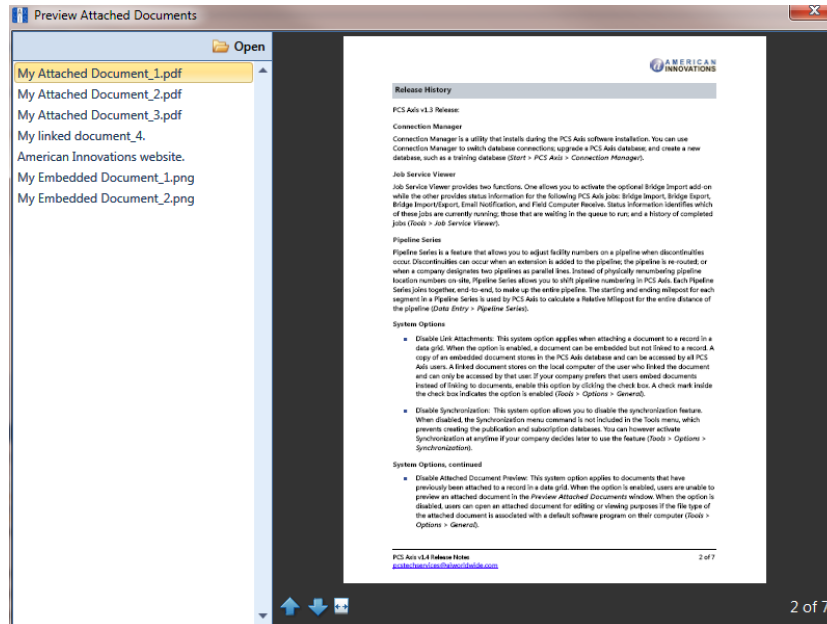 Preview Attached Documents
Open
My Attached Document_1.pdf
My Attached Document_2.pdf
My Attached Document_3.pdf
My linked document_4.
American Innovations website.
My Embedded Document_1.png
My Embedded Document_2.png
AMERICAN
INNOVATIONS
Release History
PCS Axis v1.3 Release:
Connection Manager
Connection Manager is a utility that installs during the PCS Axis software installation. You can use
Connection Manager to switch database connections; upgrade a PCS Axis database; and create a new
database, such as a training database (Start > PCS Axis > Connection Manager).
Job Service Viewer
Job Service Viewer provides two functions. One allows you to activate the optional Bridge Import add-on
while the other provides status information for the following PCS Axis jobs: Bridge Import, Bridge Export,
Bridge Import/Export, Email Notification, and Field Computer Receive. Status information identifies which
of these jobs are currently running; those that are waiting in the queue to run; and a history of completed
jobs (Tools > Job Service Viewer).
Pipeline Series
Pipeline Series is a feature that allows you to adjust facility numbers on a pipeline when discontinuities
occur. Discontinuities can occur when an extension is added to the pipeline; the pipeline is re-routed; or
when a company designates two pipelines as parallel lines. Instead of physically renumbering pipeline
location numbers on-site, Pipeline Series allows you to shift pipeline numbering in PCS Axis. Each Pipeline
Series joins together, end-to-end, to make up the entire pipeline. The starting and ending milepost for each
segment in a Pipeline Series is used by PCS Axis to calculate a Relative Milepost for the entire distance of
the pipeline (Data Entry > Pipeline Series).
System Options
Disable Link Attachments: This system option applies when attaching a document to a record in a
data grid. When the option is enabled, a document can be embedded but not linked to a record. A
copy of an embedded document stores in the PCS Axis database and can be accessed by all PCS
Axis users. A linked document stores on the local computer of the user who linked the document
and can only be accessed by that user. If your company prefers that users embed documents
instead of linking to documents, enable this option by clicking the check box. A check mark inside
the check box indicates the option is enabled (Tools > Options > General).
Disable Synchronization: This system option allows you to disable the synchronization feature.
When disabled, the Synchronization menu command is not included in the Tools menu, which
prevents creating the publication and subscription databases. You can however activate
Synchronization at anytime if your company decides later to use the feature (Tools > Options >
Synchronization).
System Options, continued
Disable Attached Document Preview: This system option applies to documents that have
previously been attached to a record in a data grid. When the option is enabled, users are unable to
preview an attached document in the Preview Attached Documents window. When the option is
disabled, users can open an attached document for editing or viewing purposes if the file type of
the attached document is associated with a default software program on their computer (Tools >
Options > General).
PCS Axis v1.4 Release Notes
2 of 7
pcstechservices@aiworldwide.com
2 of 7